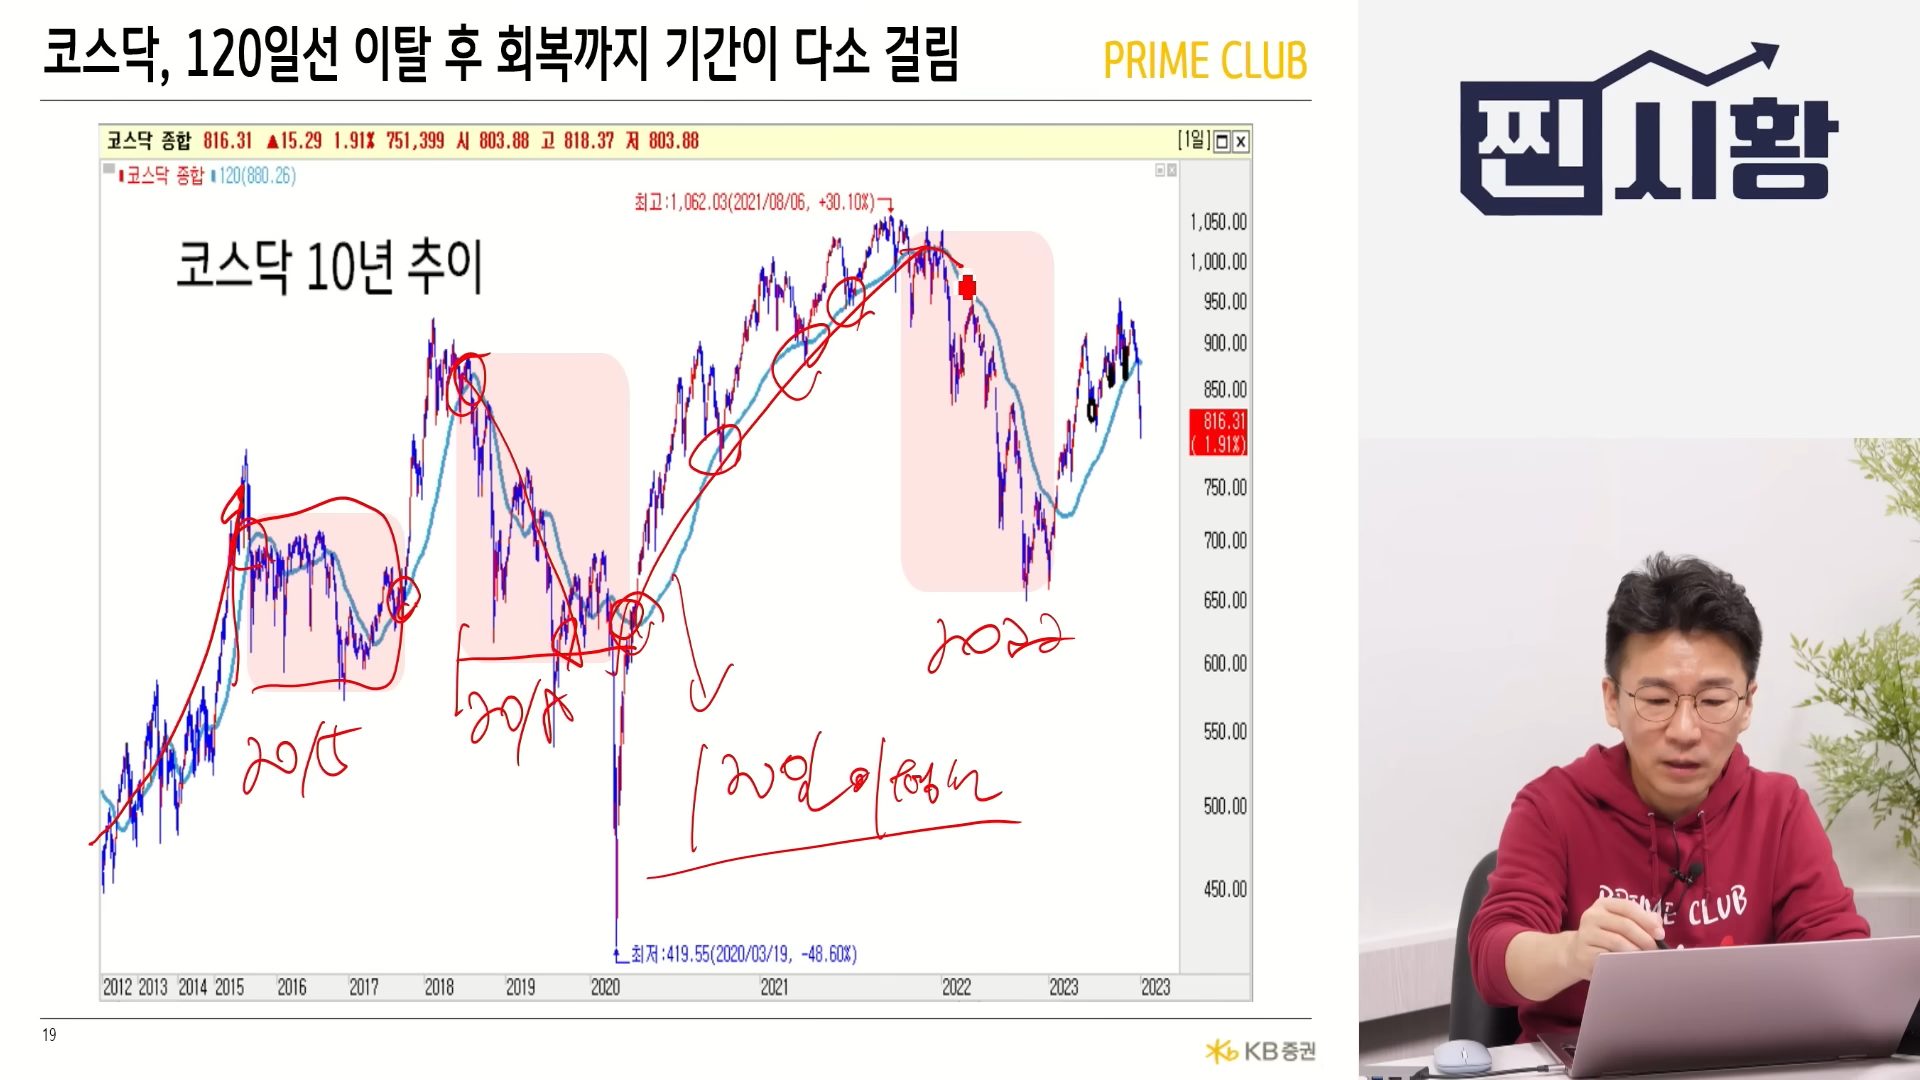 코스닥, 120일선 이탈 후 회복까지 기간이 다소 걸림
PRIME CLUB
찐시황
코스닥 종합 816.31 ▲15.29 1.91% 751,399 시 803.88 고 818.37 저 803.88
[1일]
코스닥 종합 120(880.26)
최고:1,062.03(2021/08/06, +30.10%)
코스닥 10년 추이
1,050.00
1,000.00
950.00
900.00
850.00
816.31
( 1.91%)
750.00
700.00
650.00
600.00
550.00
500.00
450.00
2015
2018
2022
120일 이평선
최저:419.55(2020/03/19, -48.60%)
2012 2013 2014 2015 2016 2017 2018 2019 2020 2021 2022 2023 2023
19
KB증권
PRIME CLUB